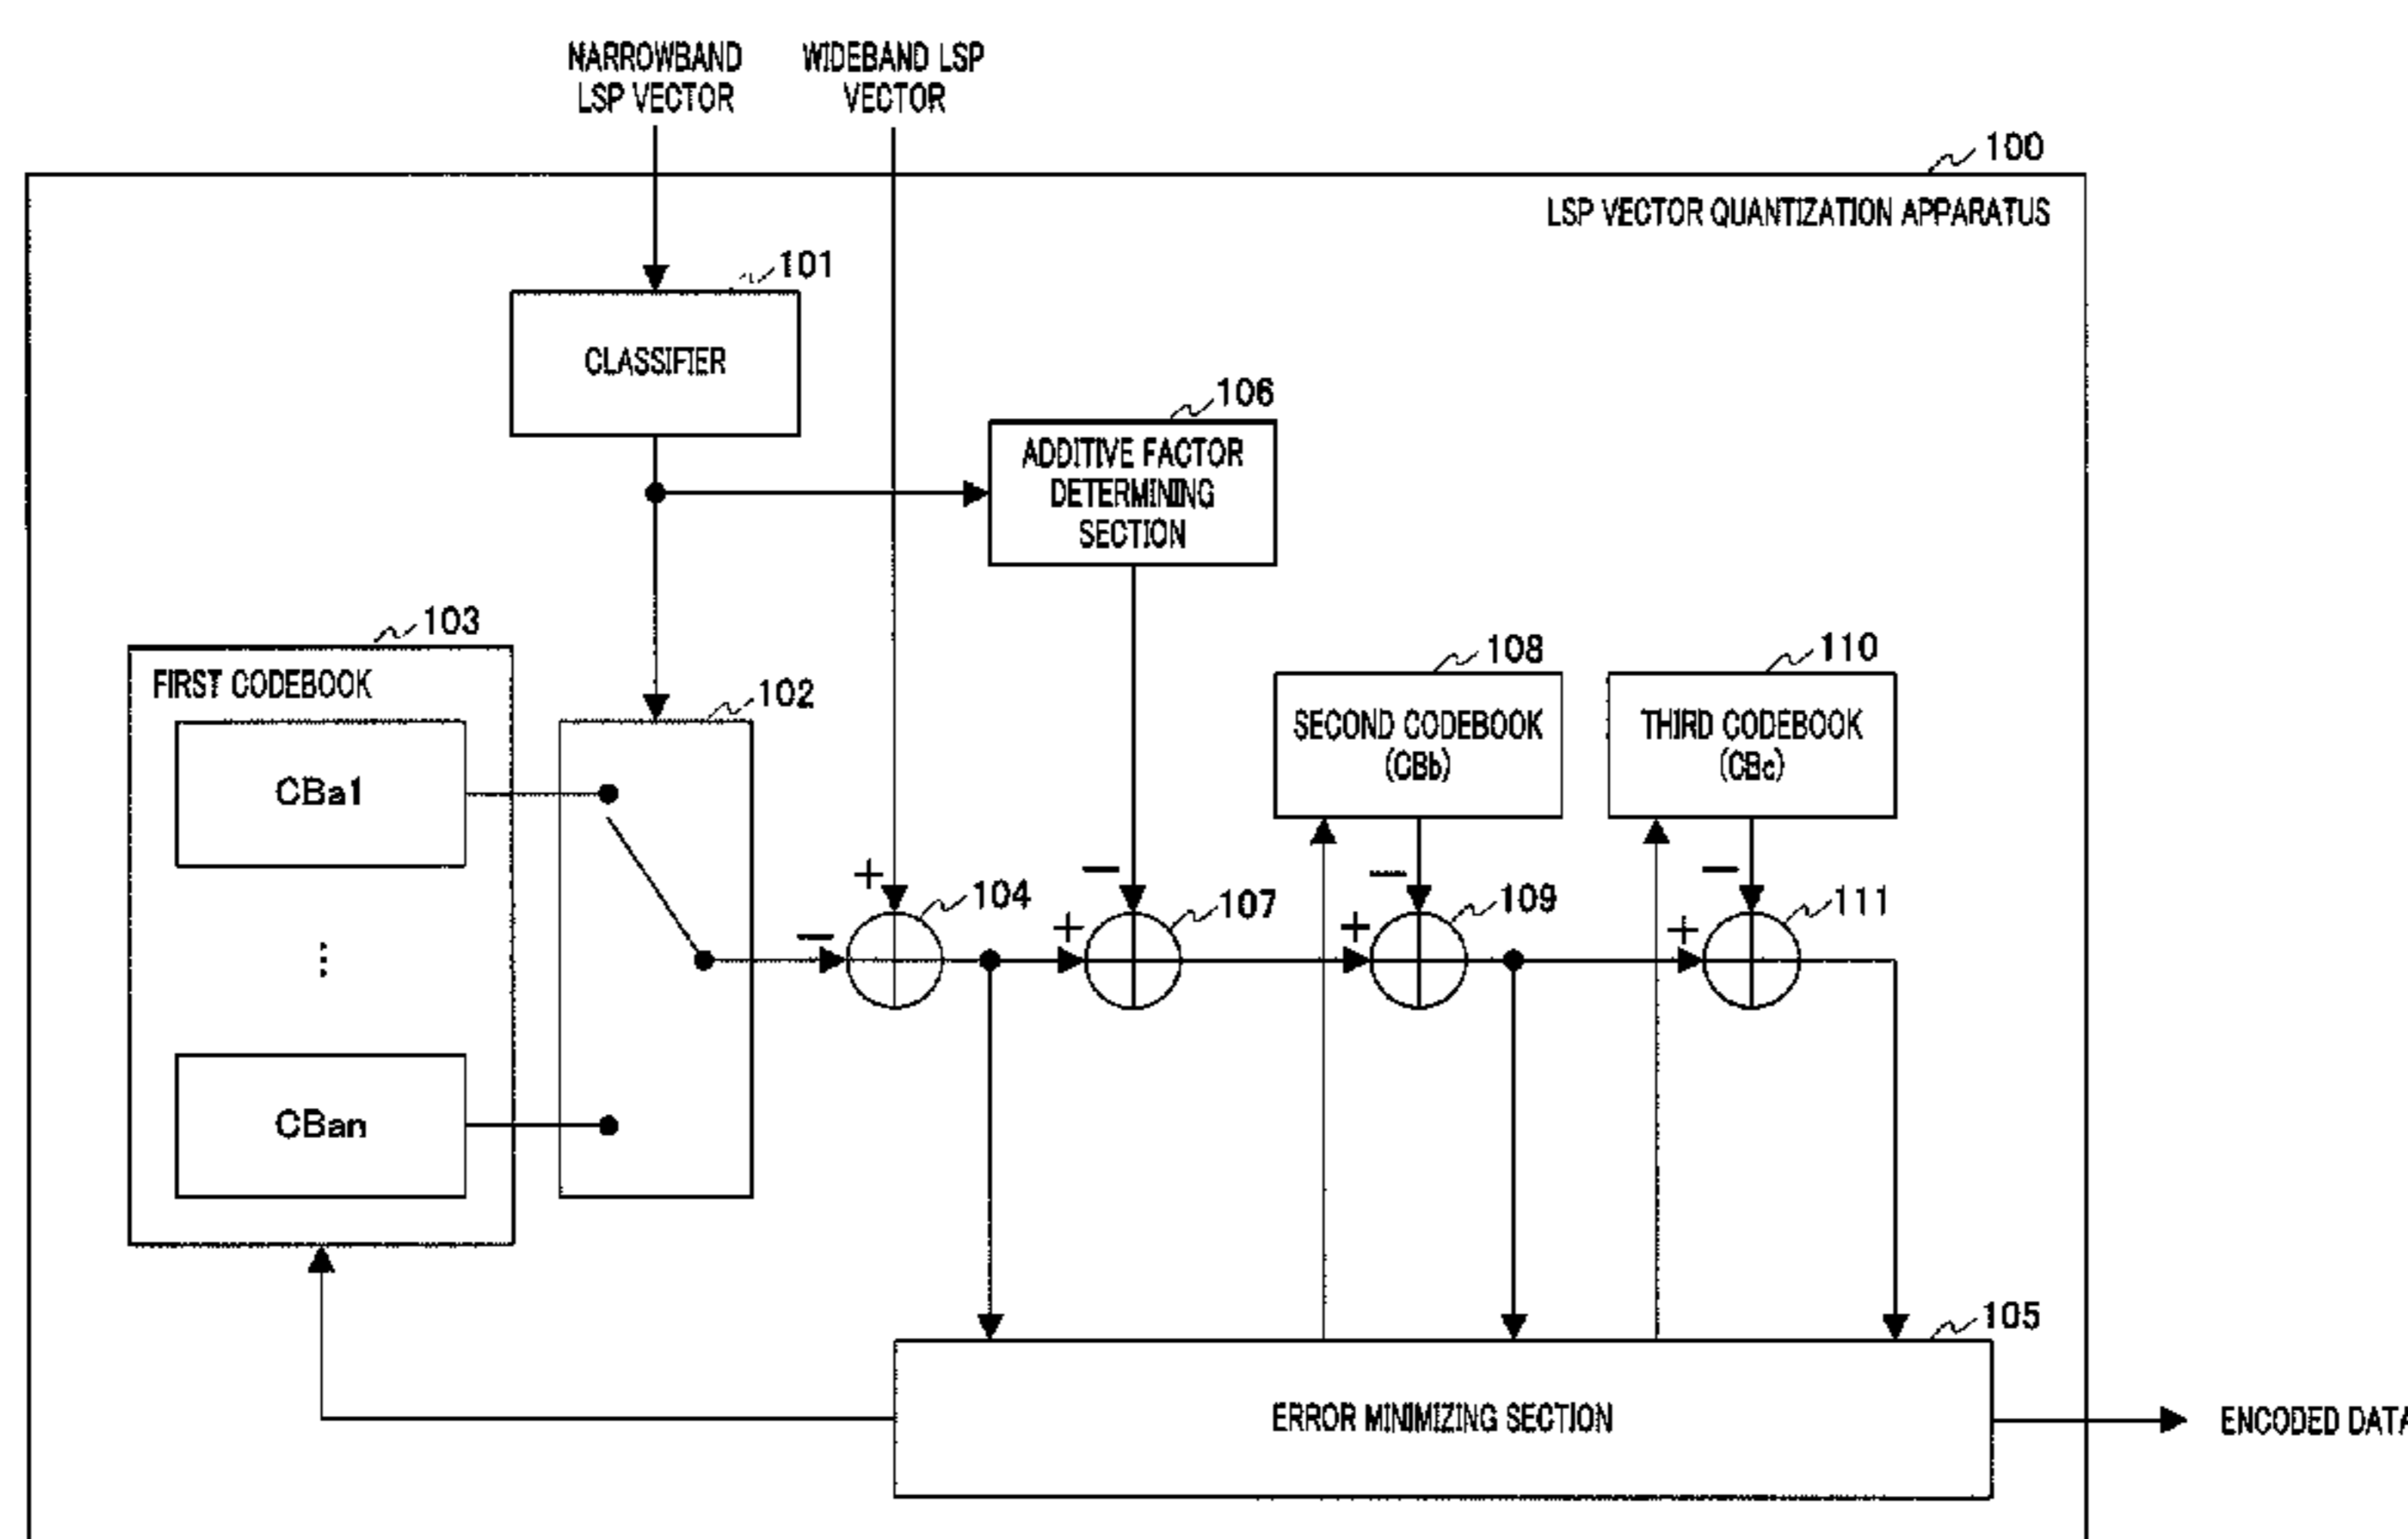 NARROWBAND
LSP VECTOR
WIDEBAND LSP
VECTOR
100
LSP VECTOR QUANTIZATION APPARATUS
101
CLASSIFIER
106
ADDITIVE FACTOR
DETERMINING
SECTION
103
FIRST CODEBOOK
102
108
110
SECOND CODEBOOK
(CBb)
THIRD CODEBOOK
(CBc)
CBa1
+
−
−
−
104
107
109
111
−
+
+
+
⋮
CBan
105
ERROR MINIMIZING SECTION
ENCODED DATA